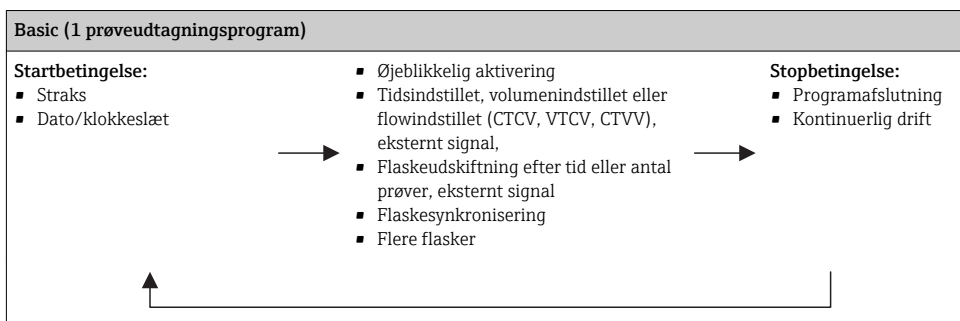 Basic (1 prøveudtagningsprogram)
Startbetingelse:
▪ Straks
▪ Dato/klokkeslæt
▪ Øjeblikkelig aktivering
▪ Tidsindstillet, volumenindstillet eller
flowindstillet (CTCV, VTCV, CTVV),
eksternt signal,
▪ Flaskeudskiftning efter tid eller antal
prøver, eksternt signal
▪ Flaskesynkronisering
▪ Flere flasker
Stopbetingelse:
▪ Programafslutning
▪ Kontinuerlig drift